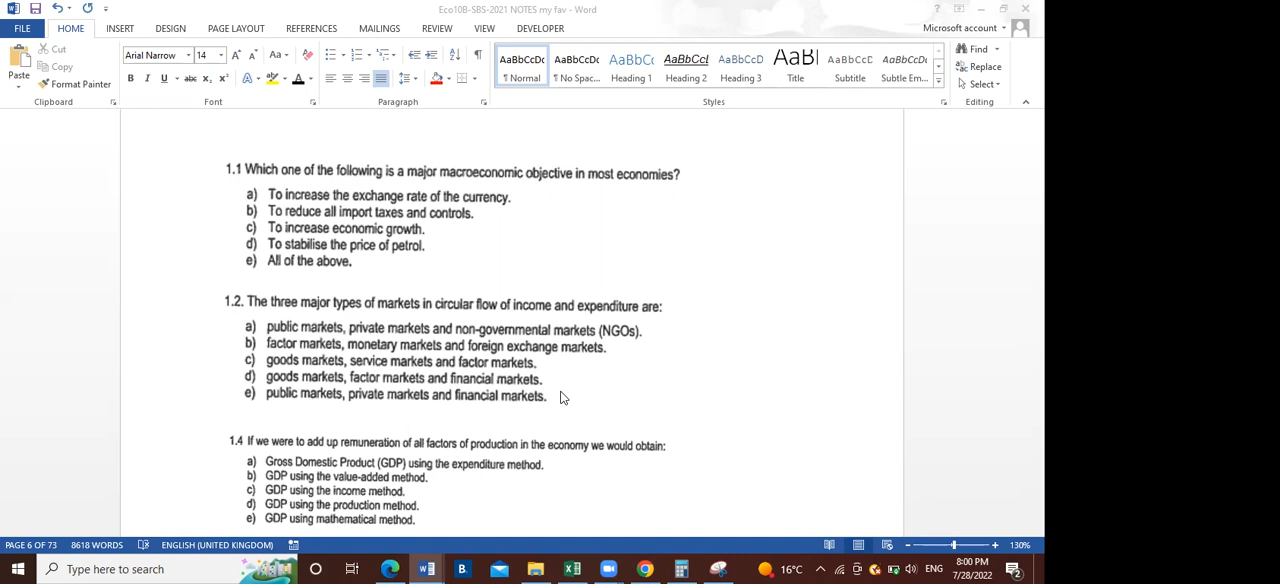 Eco10B-SBS-2021 NOTES my fav - Word
FILE HOME INSERT DESIGN PAGE LAYOUT REFERENCES MAILINGS REVIEW VIEW DEVELOPER Microsoft account
Paste
Cut
Copy
Format Painter
Clipboard
Arial Narrow 14
Font
Paragraph
AaBbCcDc AaBbCcDc AaBbCc AaBbCcl AaBbCcD AaBl AaBbCcD AaBbCcDc
¶ Normal ¶ No Spac... Heading 1 Heading 2 Heading 3 Title Subtitle Subtle Em...
Styles
Find
Replace
Select
Editing
1.1 Which one of the following is a major macroeconomic objective in most economies?
a) To increase the exchange rate of the currency.
b) To reduce all import taxes and controls.
c) To increase economic growth.
d) To stabilise the price of petrol.
e) All of the above.
1.2. The three major types of markets in circular flow of income and expenditure are:
a) public markets, private markets and non-governmental markets (NGOs).
b) factor markets, monetary markets and foreign exchange markets.
c) goods markets, service markets and factor markets.
d) goods markets, factor markets and financial markets.
e) public markets, private markets and financial markets.
1.4 If we were to add up remuneration of all factors of production in the economy we would obtain:
a) Gross Domestic Product (GDP) using the expenditure method.
b) GDP using the value-added method.
c) GDP using the income method.
d) GDP using the production method.
e) GDP using mathematical method.
PAGE 6 OF 73 8618 WORDS ENGLISH (UNITED KINGDOM) 130%
Type here to search
16°C ENG
8:00 PM
7/28/2022
2